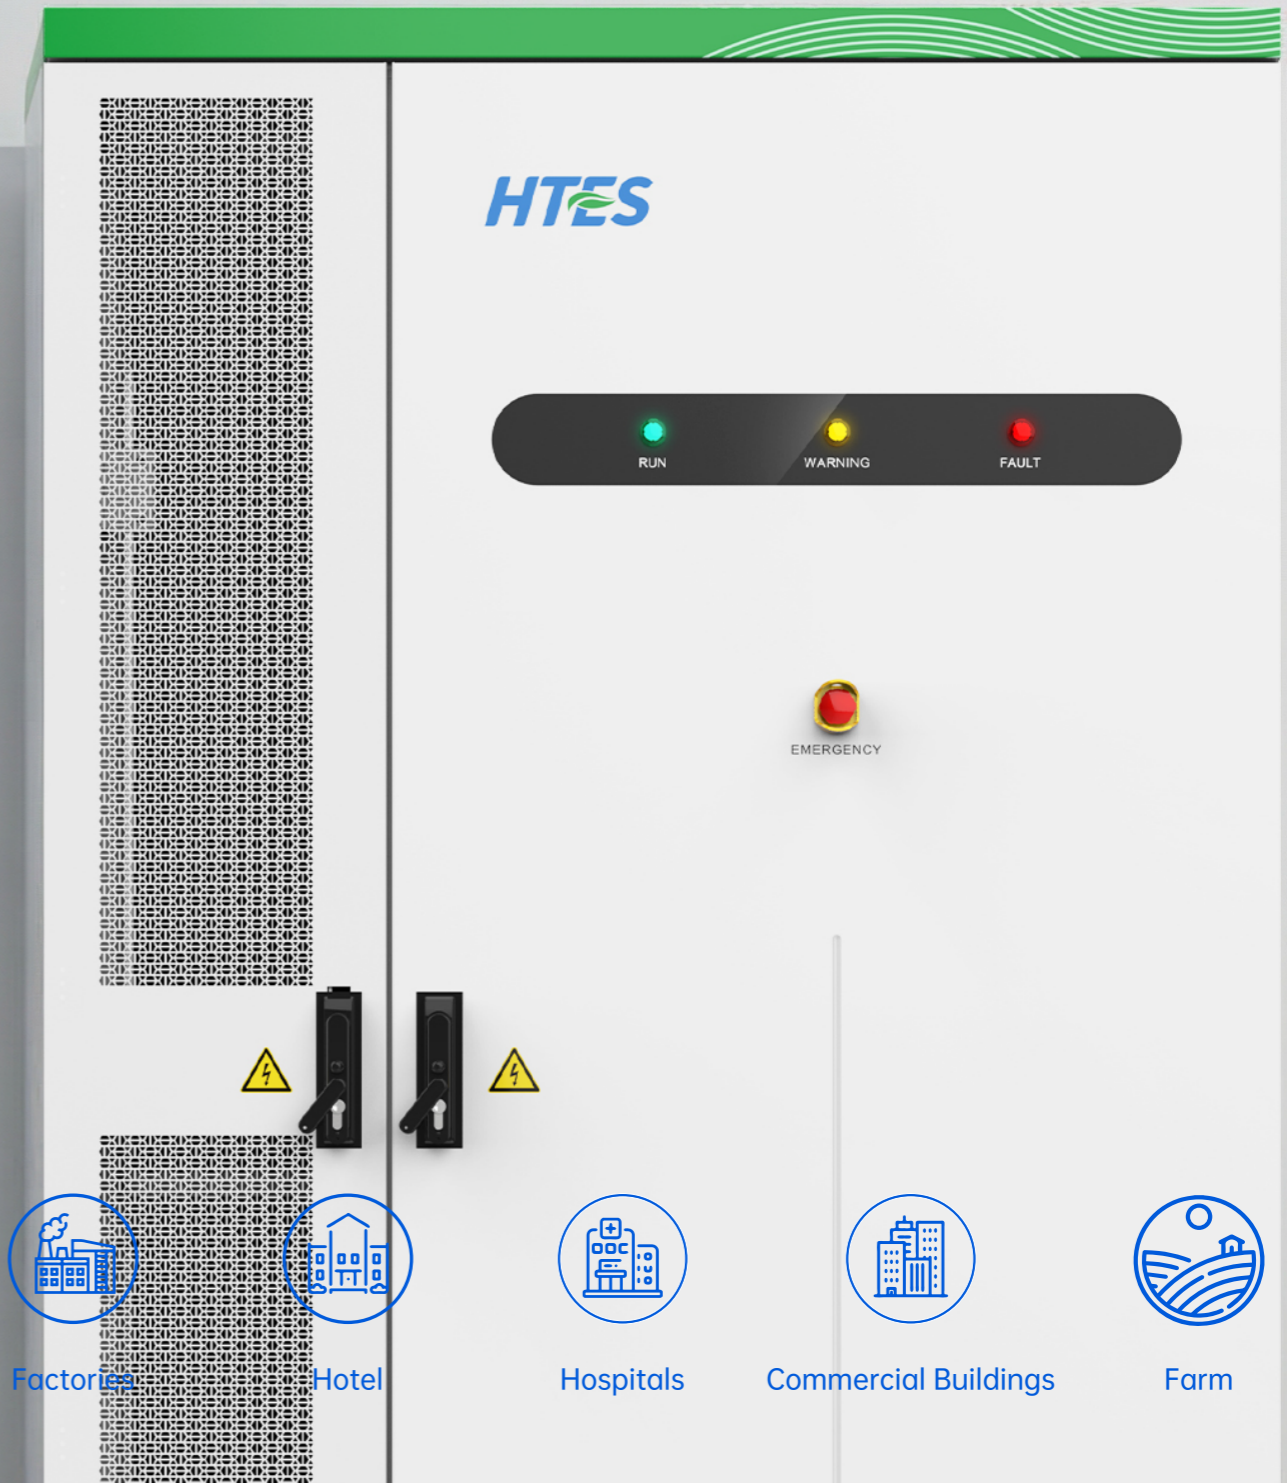 HTES
RUN WARNING FAULT
EMERGENCY
Factories Hotel Hospitals Commercial Buildings Farm